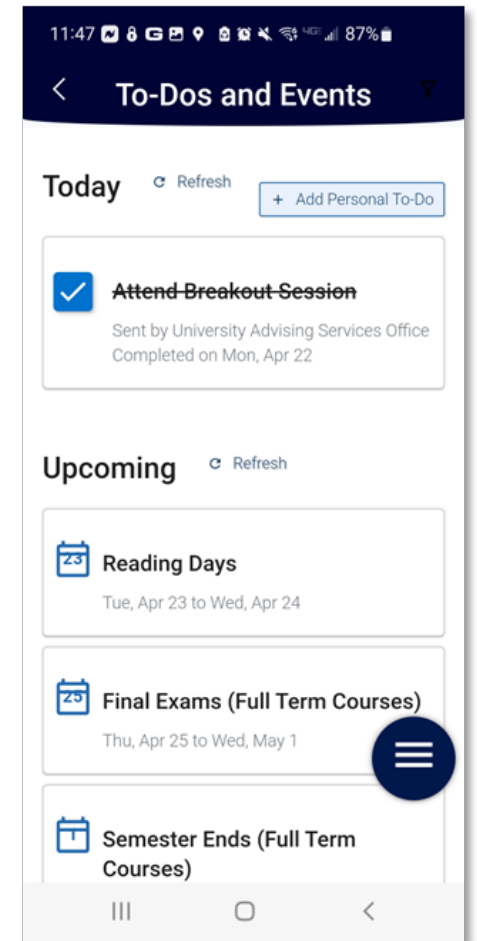 11:47 87%
To-Dos and Events
Today Refresh
+ Add Personal To-Do
Attend Breakout Session
Sent by University Advising Services Office
Completed on Mon, Apr 22
Upcoming Refresh
23 Reading Days
Tue, Apr 23 to Wed, Apr 24
25 Final Exams (Full Term Courses)
Thu, Apr 25 to Wed, May 1
1 Semester Ends (Full Term
Courses)